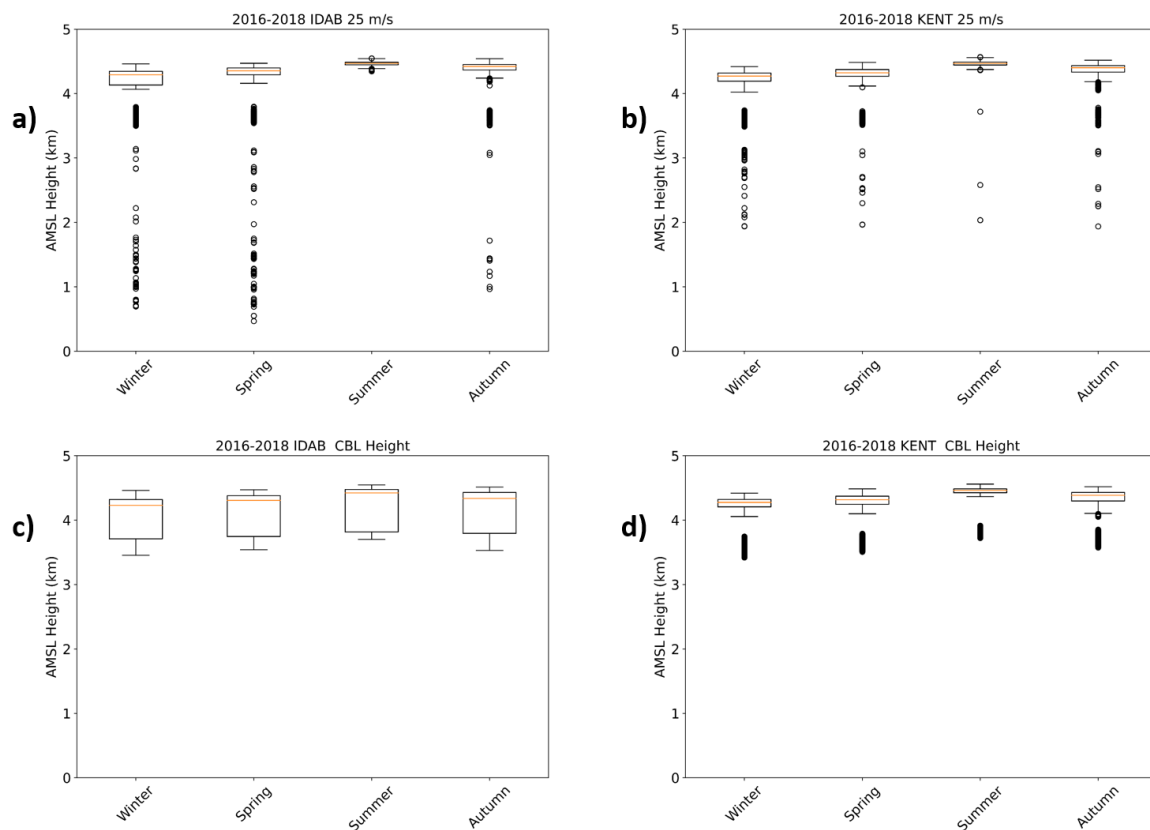 a)
2016-2018 IDAB 25 m/s
AMSL Height (km)
5
4
3
2
1
0
Winter
Spring
Summer
Autumn
b)
2016-2018 KENT 25 m/s
AMSL Height (km)
5
4
3
2
1
0
Winter
Spring
Summer
Autumn
c)
2016-2018 IDAB  CBL Height
AMSL Height (km)
5
4
3
2
1
0
Winter
Spring
Summer
Autumn
d)
2016-2018 KENT  CBL Height
AMSL Height (km)
5
4
3
2
1
0
Winter
Spring
Summer
Autumn